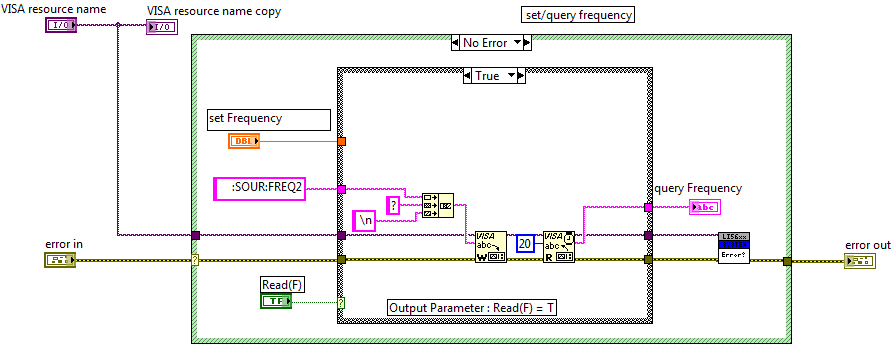 VISA resource name
VISA resource name copy
I/O
I/O
set/query frequency
No Error
True
set Frequency
DBL
:SOUR:FREQ2
?
\n
query Frequency
abc
VISA
abc
W
20
VISA
abc
R
Error?
error in
error out
?
Read(F)
TF
?
Output Parameter : Read(F) = T